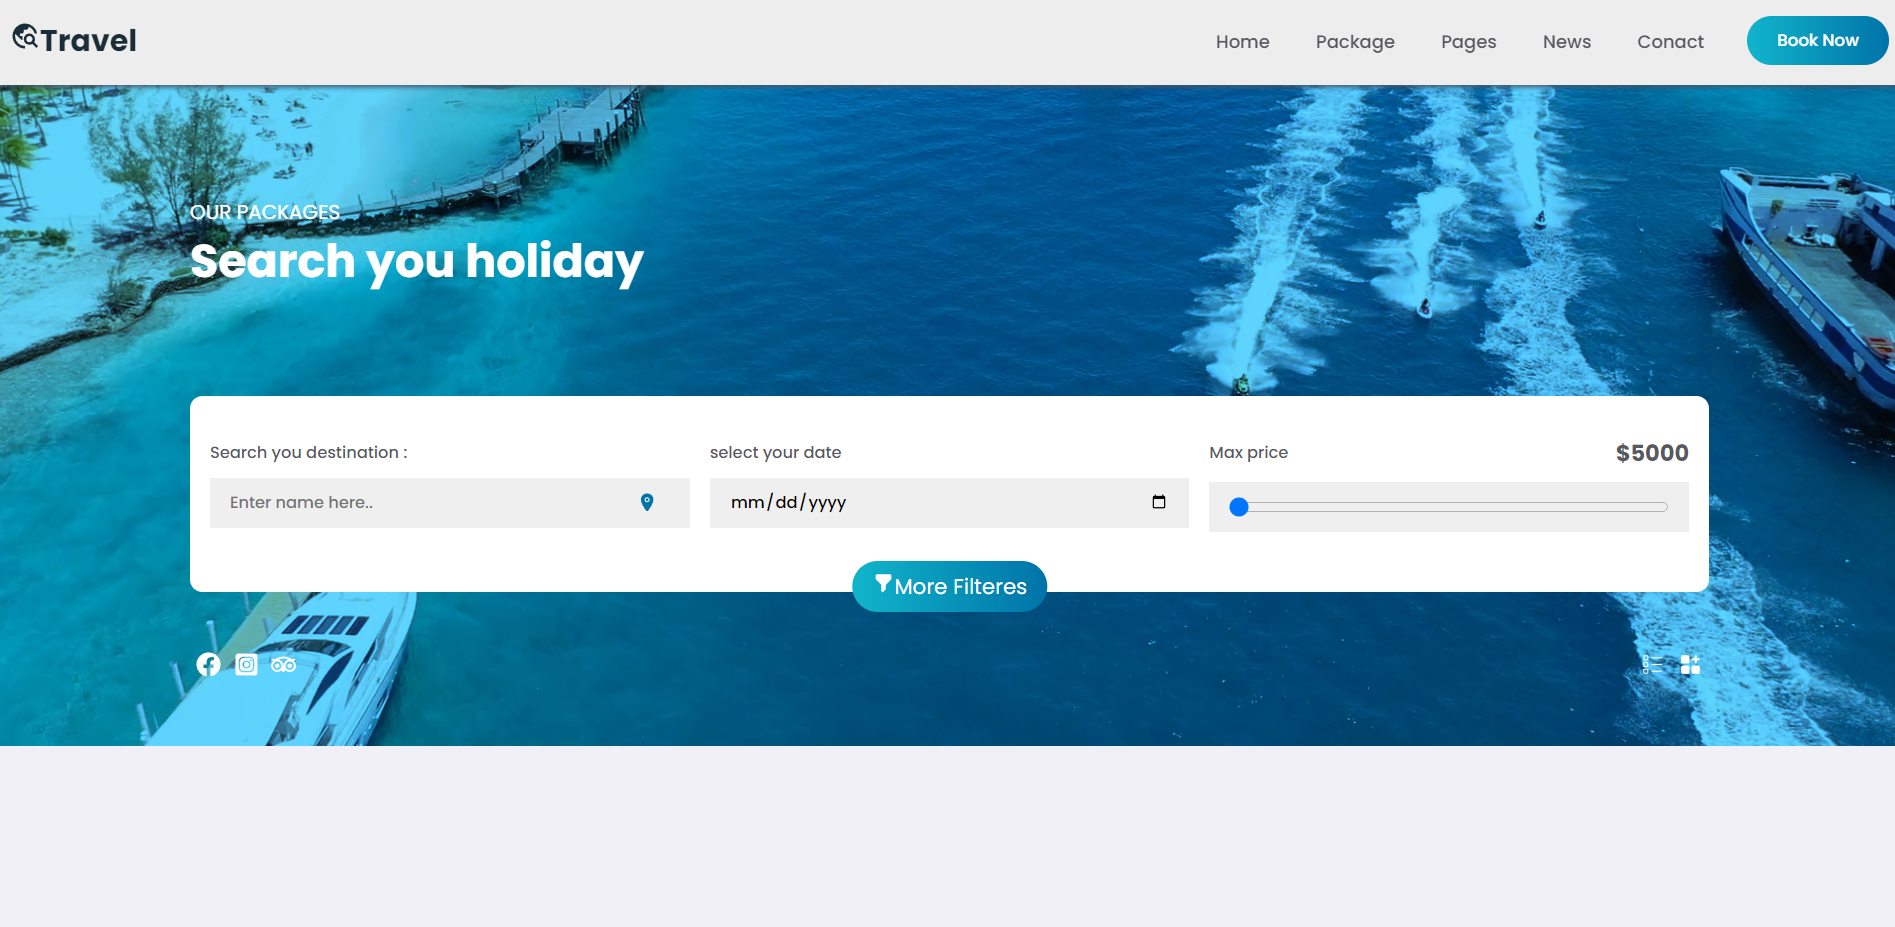 Travel
Home Package Pages News Conact Book Now
OUR PACKAGES
Search you holiday
Search you destination : select your date Max price $5000
Enter name here.. mm/dd/yyyy
More Filteres